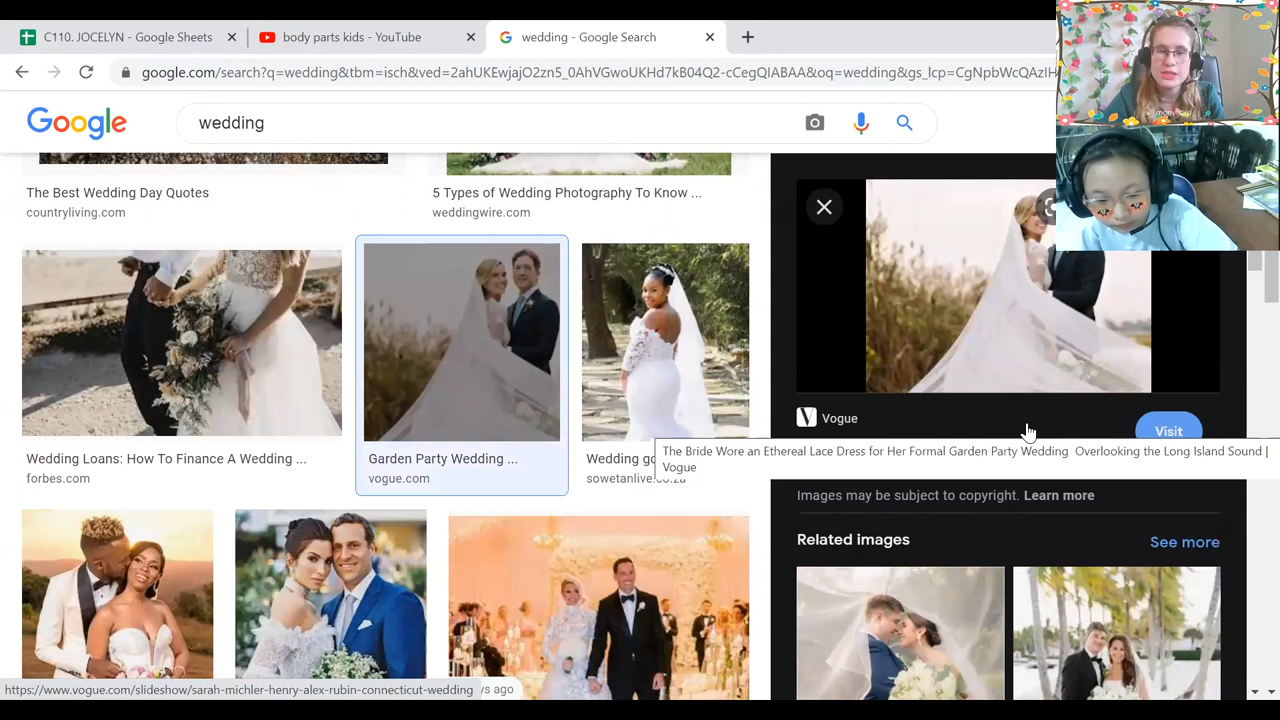 C110. JOCELYN - Google Sheets
body parts kids - YouTube
wedding - Google Search
google.com/search?q=wedding&tbm=isch&ved=2ahUKEwjajO2zn5_0AhVGwoUKHd7kB04Q2-cCegQIABAA&oq=wedding&gs_lcp=CgNpbWcQAzIH
Google
wedding
The Best Wedding Day Quotes
countryliving.com
5 Types of Wedding Photography To Know ...
weddingwire.com
Wedding Loans: How To Finance A Wedding ...
forbes.com
Garden Party Wedding ...
vogue.com
Wedding
sowetanlive.co.za
V Vogue
Visit
The Bride Wore an Ethereal Lace Dress for Her Formal Garden Party Wedding Overlooking the Long Island Sound |
Vogue
Images may be subject to copyright. Learn more
Related images
See more
https://www.vogue.com/slideshow/sarah-michler-henry-alex-rubin-connecticut-wedding
ago